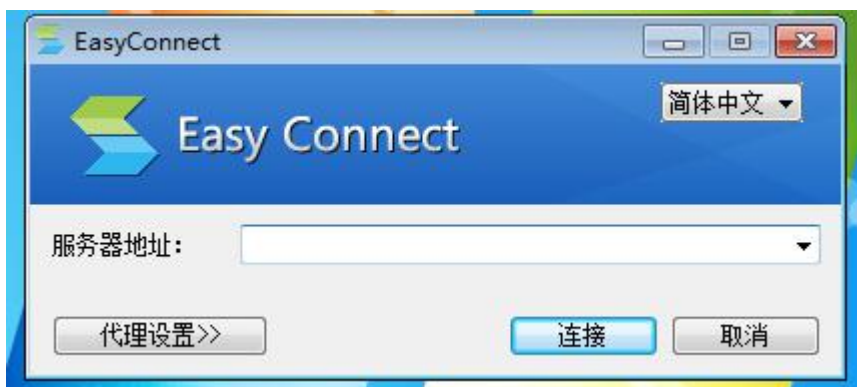 EasyConnect
简体中文
Easy Connect
服务器地址：
代理设置>>
连接
取消